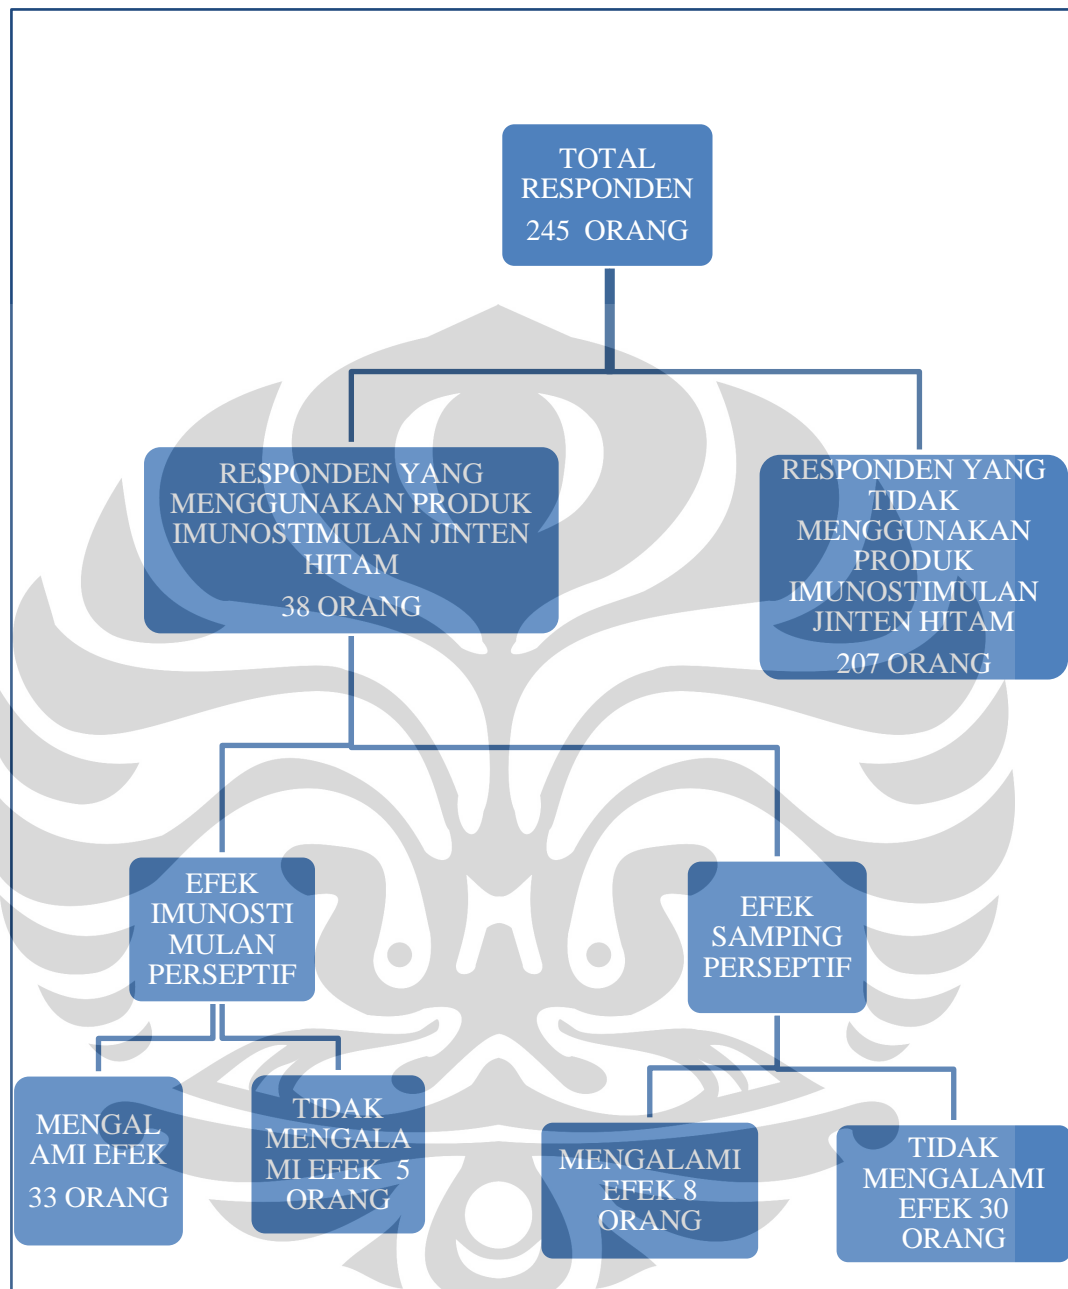 TOTAL
RESPONDEN
245 ORANG
RESPONDEN YANG
MENGGUNAKAN PRODUK
IMUNOSTIMULAN JINTEN
HITAM
38 ORANG
RESPONDEN YANG
TIDAK
MENGGUNAKAN
PRODUK
IMUNOSTIMULAN
JINTEN HITAM
207 ORANG
EFEK
IMUNOSTI
MULAN
PERSEPTIF
EFEK
SAMPING
PERSEPTIF
MENGAL
AMI EFEK
33 ORANG
TIDAK
MENGALA
MI EFEK 5
ORANG
MENGALAMI
EFEK 8
ORANG
TIDAK
MENGALAMI
EFEK 30
ORANG